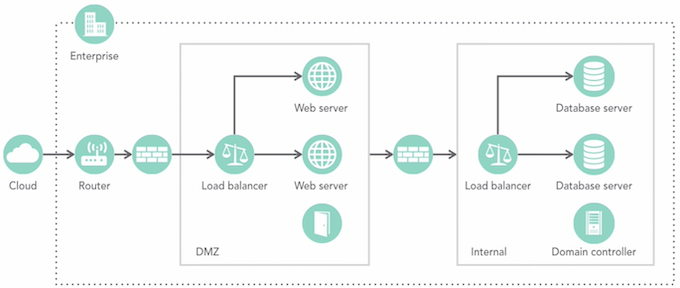 Enterprise
Web server
Database server
Cloud
Router
Load balancer
Web server
Load balancer
Database server
DMZ
Internal
Domain controller